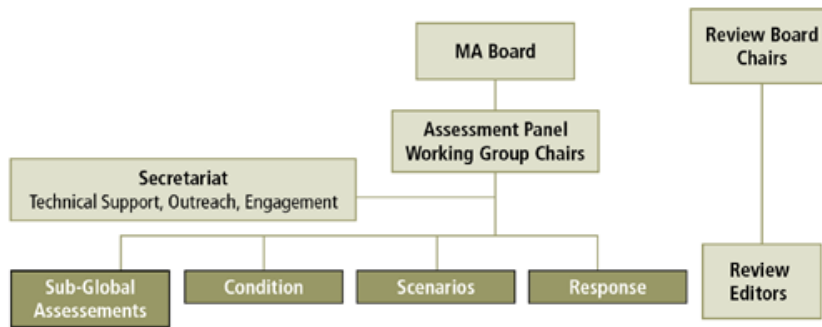 MA Board
Review Board
Chairs
Assessment Panel
Working Group Chairs
Secretariat
Technical Support, Outreach, Engagement
Sub-Global
Assessements
Condition
Scenarios
Response
Review
Editors